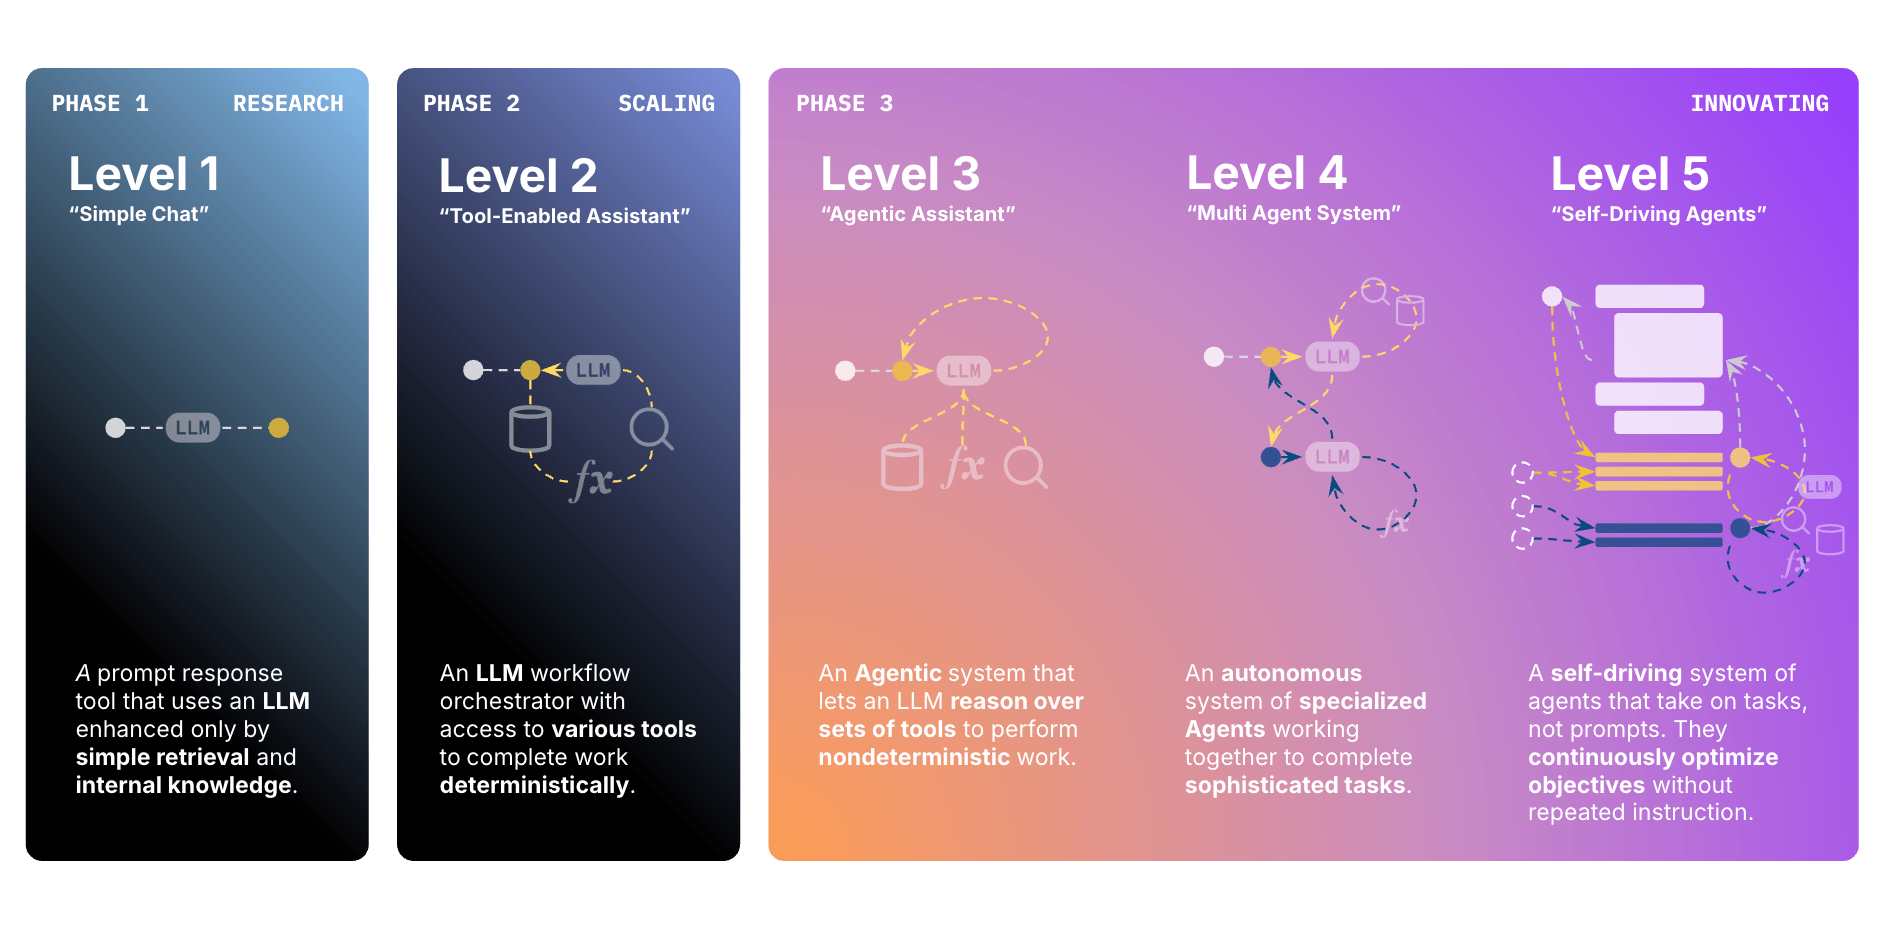 PHASE 1
RESEARCH
Level 1
“Simple Chat”
LLM
A prompt response
tool that uses an LLM
enhanced only by
simple retrieval and
internal knowledge.
PHASE 2
SCALING
Level 2
“Tool-Enabled Assistant”
LLM
fx
An LLM workflow
orchestrator with
access to various tools
to complete work
deterministically.
PHASE 3
INNOVATING
Level 3
“Agentic Assistant”
LLM
fx
An Agentic system that
lets an LLM reason over
sets of tools to perform
nondeterministic work.
Level 4
“Multi Agent System”
LLM
LLM
fx
An autonomous
system of specialized
Agents working
together to complete
sophisticated tasks.
Level 5
“Self-Driving Agents”
LLM
fx
A self-driving system of
agents that take on tasks,
not prompts. They
continuously optimize
objectives without
repeated instruction.